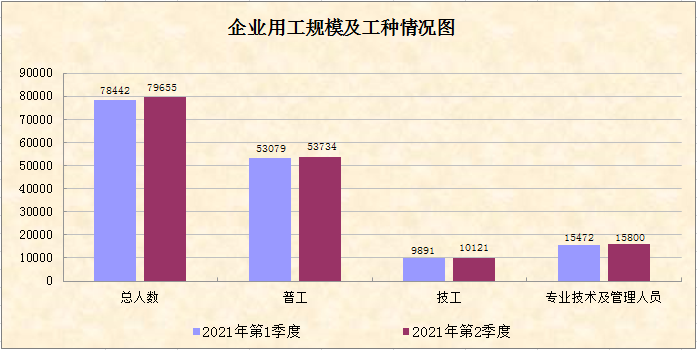 企业用工规模及工种情况图
90000
80000
70000
60000
50000
40000
30000
20000
10000
0
78442
79655
53079
53734
9891
10121
15472
15800
总人数
普工
技工
专业技术及管理人员
2021年第1季度
2021年第2季度